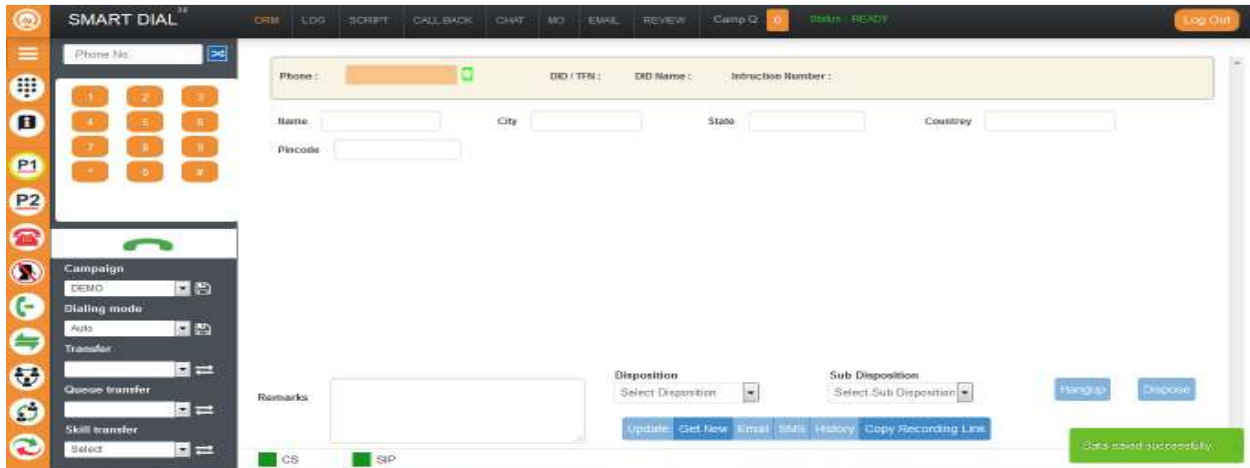 SMART DIAL 3.0
CRM LOG SCRIPT CALL BACK CHAT MO EMAIL REVIEW Camp Q 0 Status : READY Log Out
Phone No.
Phone : DID / TFN : DID Name : Intruction Number :
1 2 3
4 5 6
7 8 9
* 0 #
Name City State Countrey
Pincode
P1
P2
Campaign
DEMO
Dialing mode
Auto
Transfer
Queue transfer
Skill transfer
Select
Disposition Sub Disposition
Remarks Select Disposition Select Sub Disposition Hangup Dispose
Update Get New Email SMS History Copy Recording Link
Data saved successfully.
CS SIP